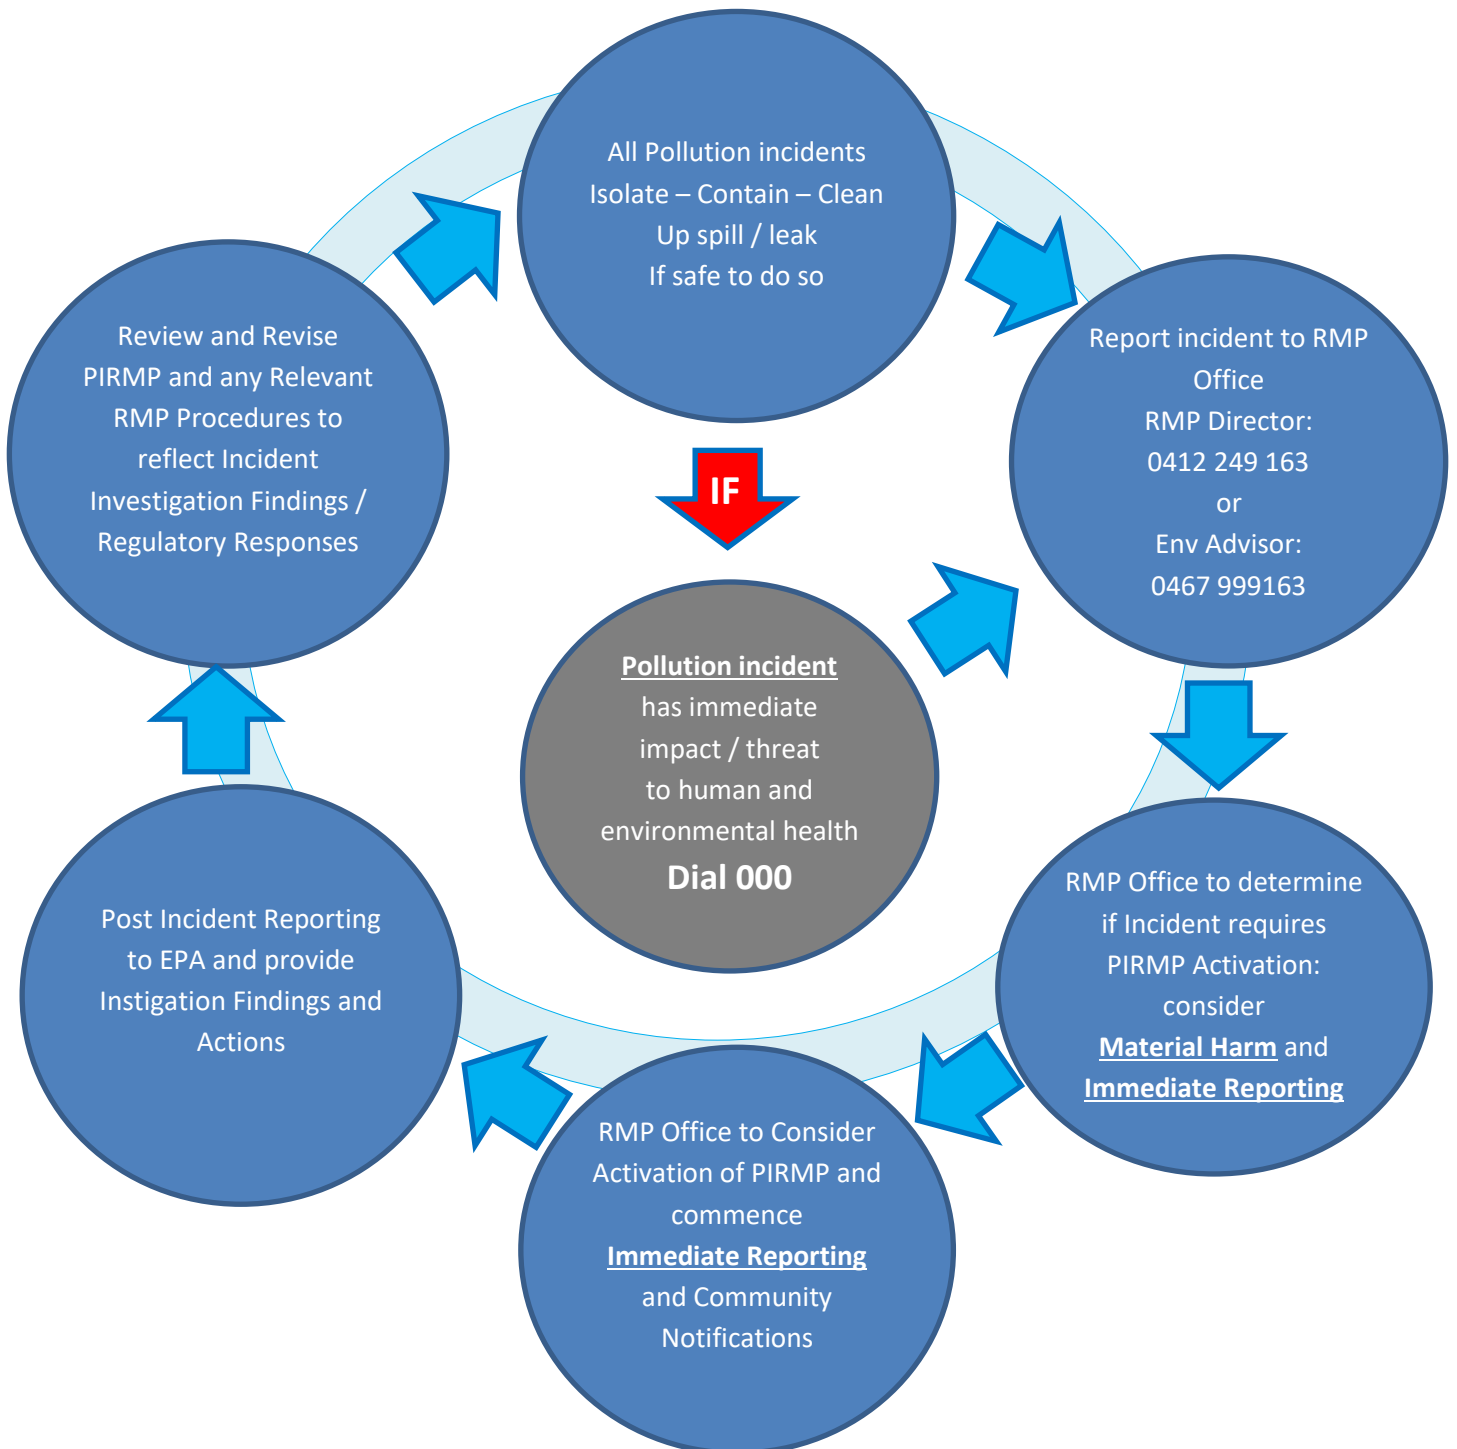 All Pollution incidents
Isolate – Contain – Clean
Up spill / leak
If safe to do so
Report incident to RMP
Office
RMP Director:
0412 249 163
or
Env Advisor:
0467 999163
IF
Pollution incident
has immediate
impact / threat
to human and
environmental health
Dial 000
RMP Office to determine
if Incident requires
PIRMP Activation:
consider
Material Harm and
Immediate Reporting
RMP Office to Consider
Activation of PIRMP and
commence
Immediate Reporting
and Community
Notifications
Post Incident Reporting
to EPA and provide
Instigation Findings and
Actions
Review and Revise
PIRMP and any Relevant
RMP Procedures to
reflect Incident
Investigation Findings /
Regulatory Responses